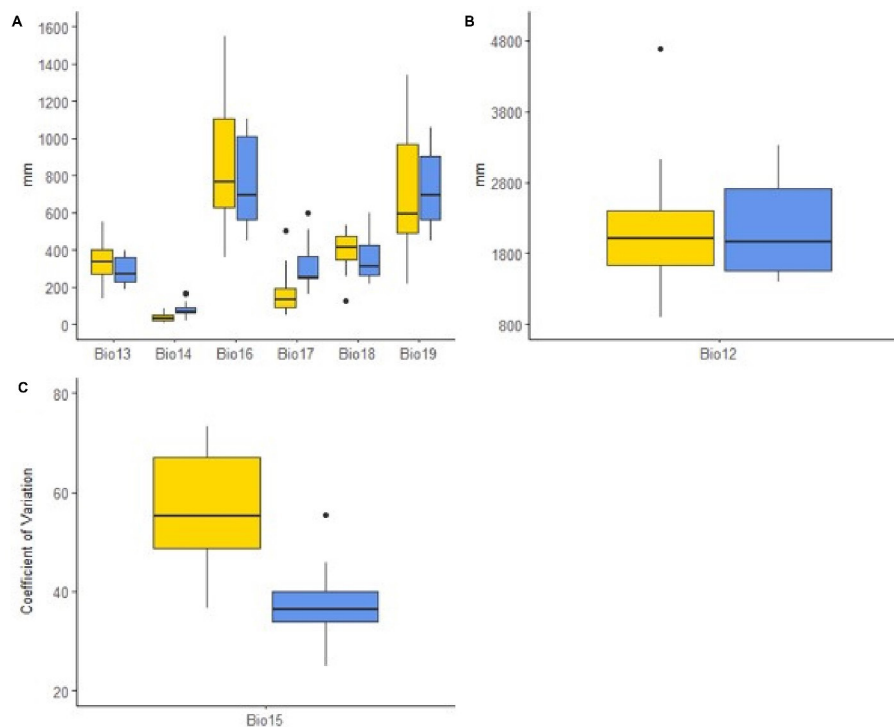 A
mm
1600
1400
1200
1000
800
600
400
200
0
Bio13 Bio14 Bio16 Bio17 Bio18 Bio19
B
mm
4800
3800
2800
1800
800
Bio12
C
Coefficient of Variation
80
60
40
20
Bio15